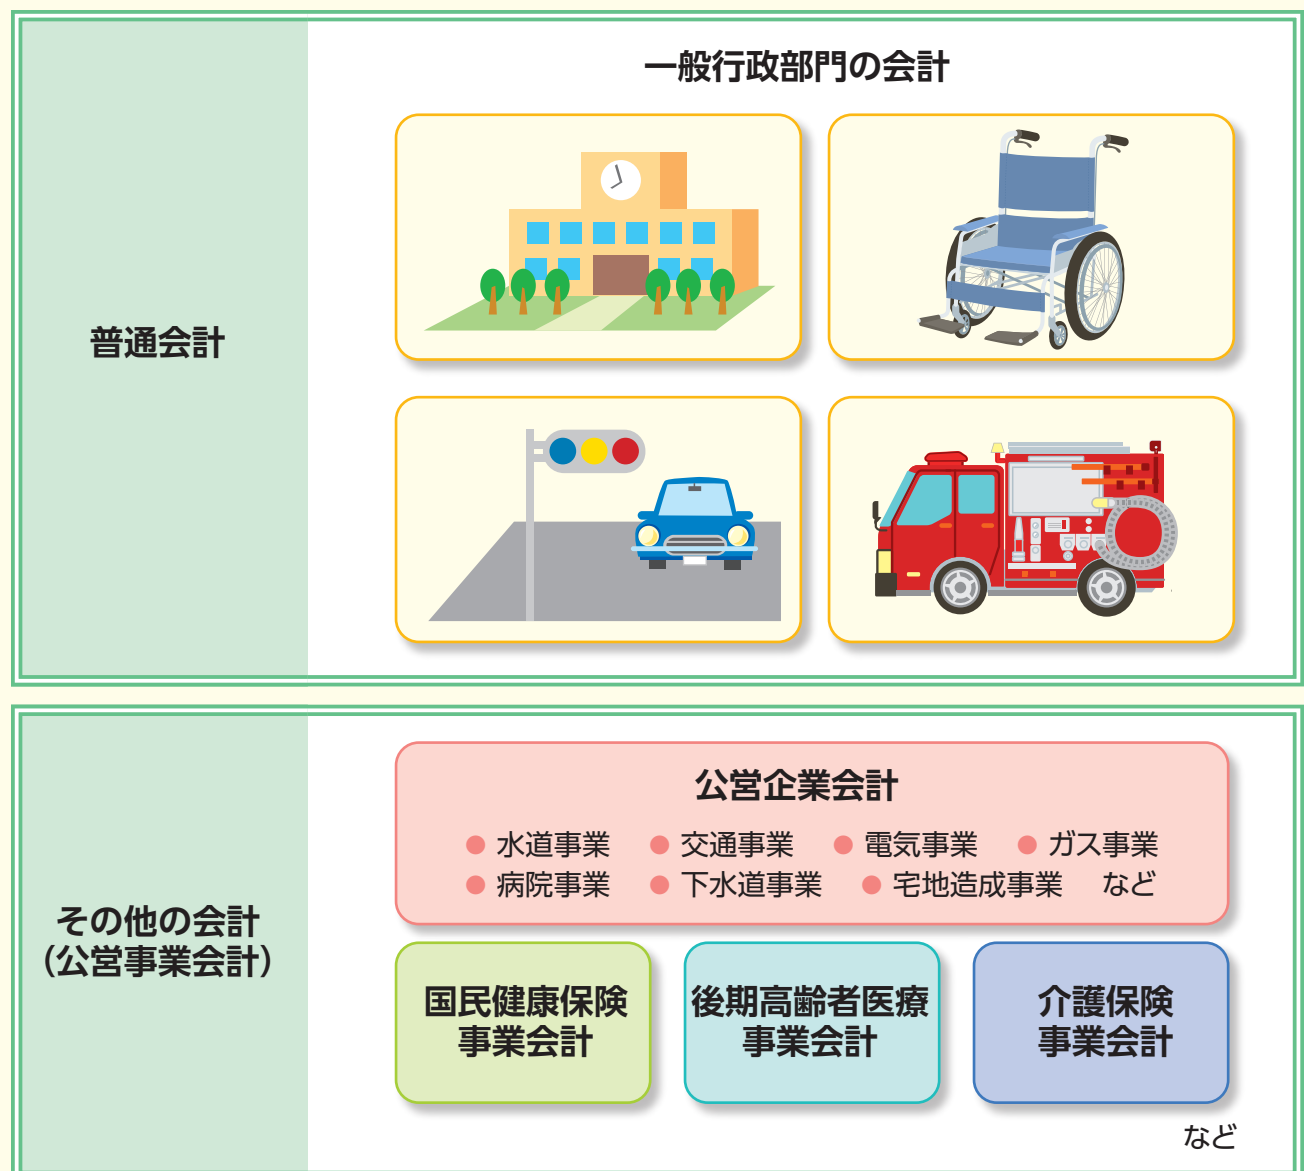 一般行政部門の会計
普通会計
公営企業会計
● 水道事業 ● 交通事業 ● 電気事業 ● ガス事業
● 病院事業 ● 下水道事業 ● 宅地造成事業 など
その他の会計
（公営事業会計）
国民健康保険
事業会計
後期高齢者医療
事業会計
介護保険
事業会計
など